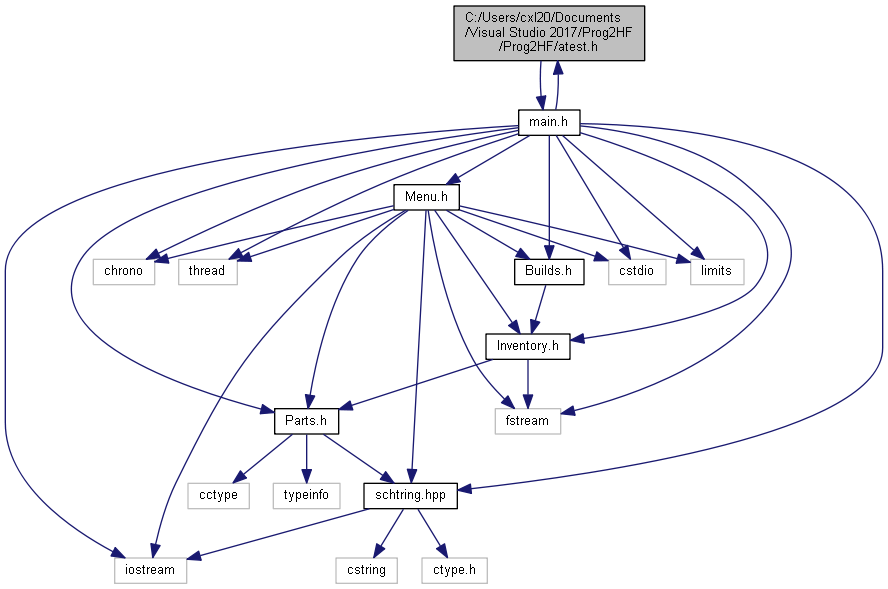 C:/Users/cxl20/Documents
/Visual Studio 2017/Prog2HF
/Prog2HF/atest.h
main.h
Menu.h
chrono
thread
Builds.h
cstdio
limits
Inventory.h
Parts.h
fstream
cctype
typeinfo
schtring.hpp
iostream
cstring
ctype.h